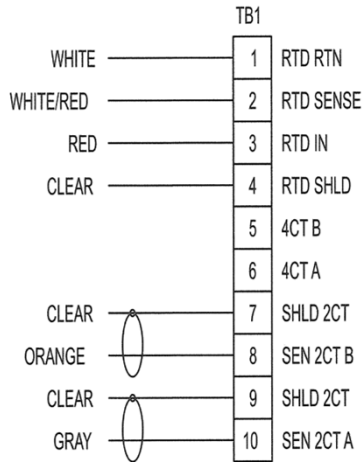 TB1
WHITE 1 RTD RTN
WHITE/RED 2 RTD SENSE
RED 3 RTD IN
CLEAR 4 RTD SHLD
5 4CT B
6 4CT A
CLEAR 7 SHLD 2CT
ORANGE 8 SEN 2CT B
CLEAR 9 SHLD 2CT
GRAY 10 SEN 2CT A